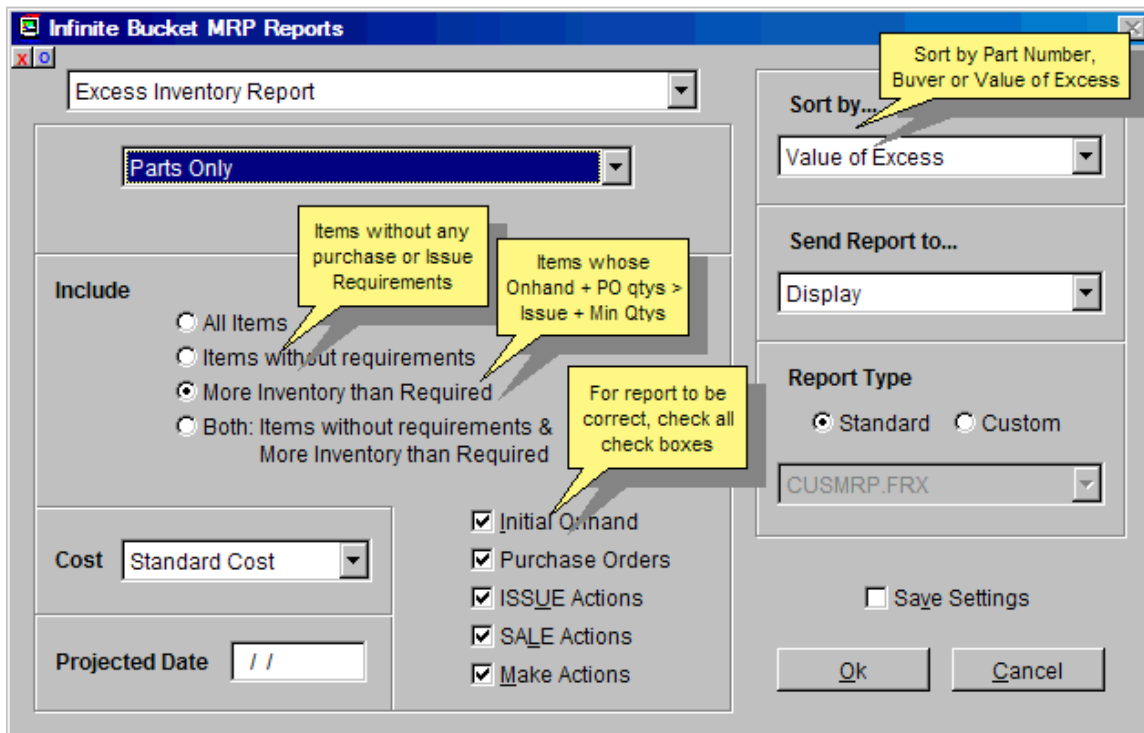 Infinite Bucket MRP Reports
X O
Excess Inventory Report
Parts Only
Sort by Part Number,
Buver or Value of Excess
Sort by...
Value of Excess
Items without any
purchase or Issue
Requirements
Items whose
Onhand + PO qtys >
Issue + Min Qtys
Send Report to...
Display
Include
All Items
Items without requirements
More Inventory than Required
Both: Items without requirements &
More Inventory than Required
For report to be
correct, check all
check boxes
Report Type
Standard Custom
CUSMRP.FRX
Cost Standard Cost
Projected Date / /
Initial Onhand
Purchase Orders
ISSUE Actions
SALE Actions
Make Actions
Save Settings
Ok Cancel